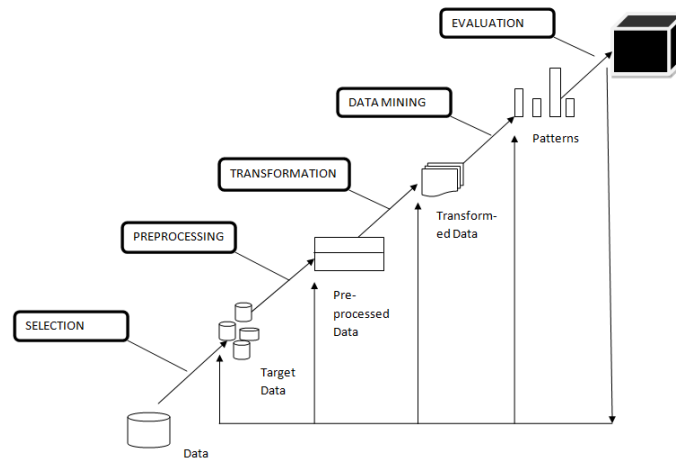 EVALUATION
DATA MINING
Patterns
TRANSFORMATION
Transform-
ed Data
PREPROCESSING
Pre-
processed
Data
SELECTION
Target
Data
Data